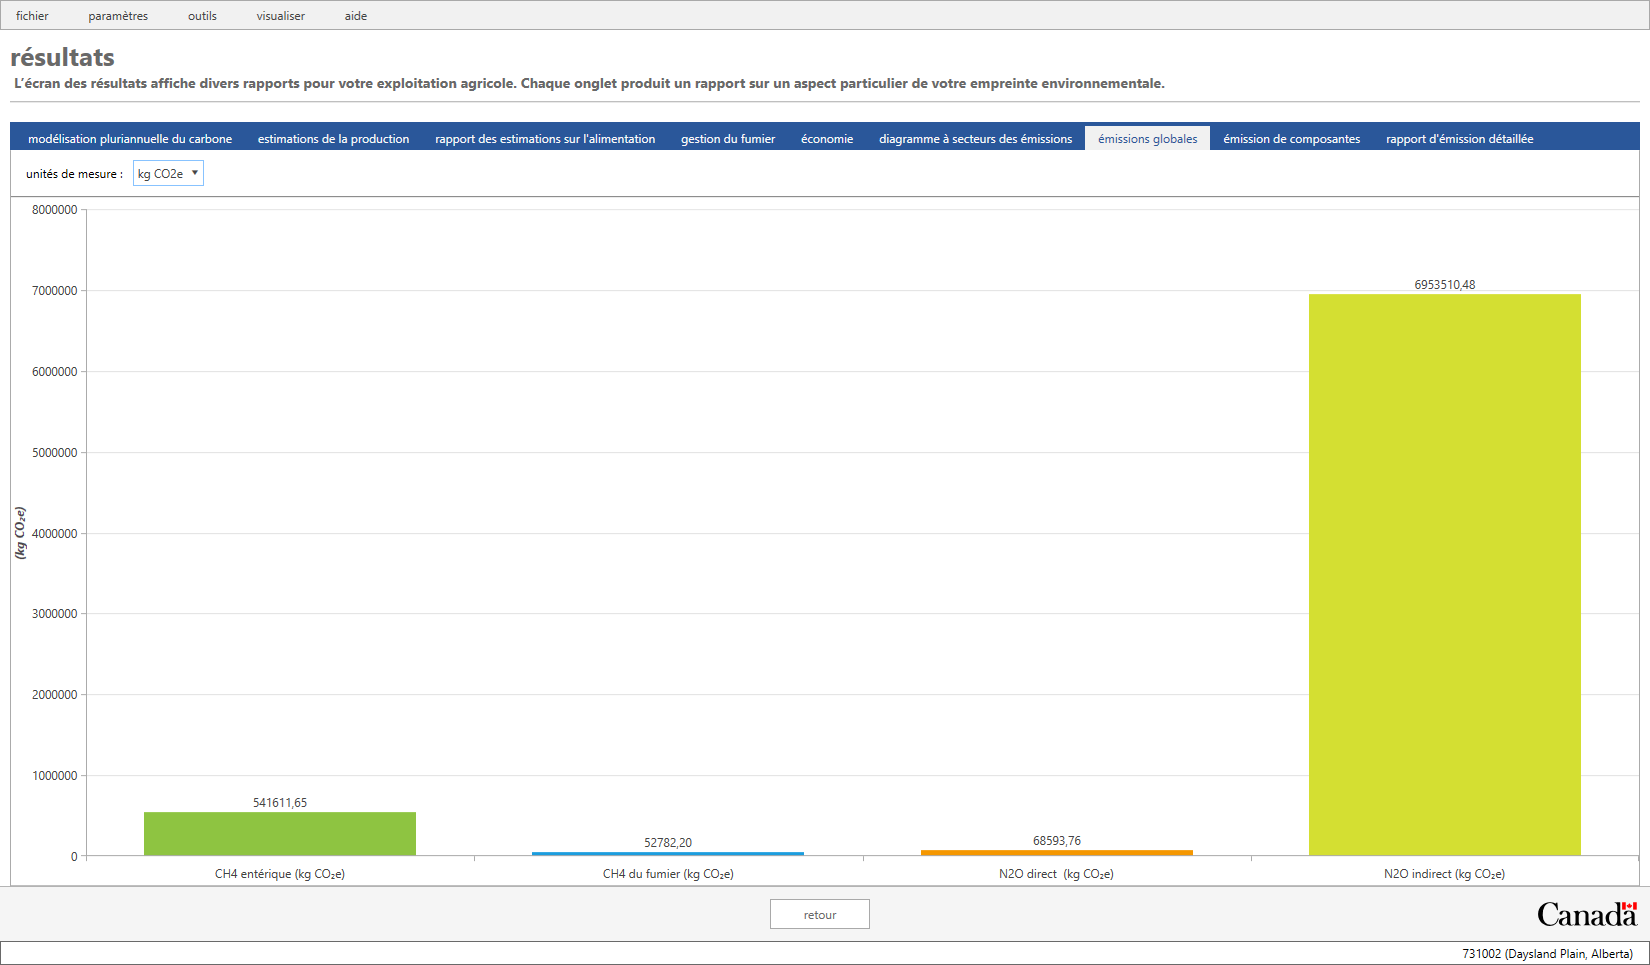 fichier paramètres outils visualiser aide
résultats
L'écran des résultats affiche divers rapports pour votre exploitation agricole. Chaque onglet produit un rapport sur un aspect particulier de votre empreinte environnementale.
modélisation pluriannuelle du carbone estimations de la production rapport des estimations sur l'alimentation gestion du fumier économie diagramme à secteurs des émissions émissions globales émission de composantes rapport d'émission détaillée
unités de mesure : kg CO2e
8000000
7000000
6000000
5000000
4000000
3000000
2000000
1000000
0
(kg CO₂e)
541611,65
52782,20
68593,76
6953510,48
CH4 entérique (kg CO₂e)
CH4 du fumier (kg CO₂e)
N2O direct (kg CO₂e)
N2O indirect (kg CO₂e)
retour
Canada
731002 (Daysland Plain, Alberta)